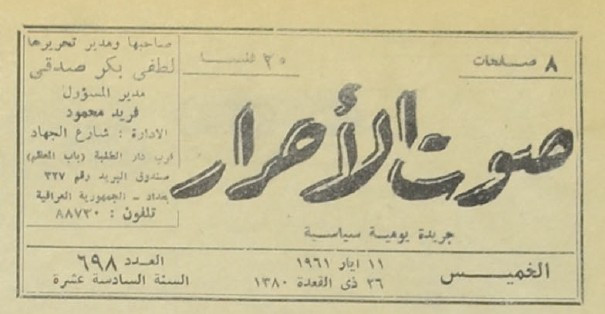 ٨ صفحات
٢٠ فلسا
صوت الأحرار
جريدة يومية سياسية
صاحبها ومدير تحريرها
لطفي بكر صدقي
مدير المسؤول
فريد محمود
الادارة : شارع الجهاد
قرب دار الطلبة (باب المعظم)
صندوق البريد رقم ٣٢٧
بغداد - الجمهورية العراقية
تلفون : ٨٨٧٣٠
الخميس
١١ ايار ١٩٦١
٢٦ ذى القعدة ١٣٨٠
العدد ٦٩٨
السنة السادسة عشرة